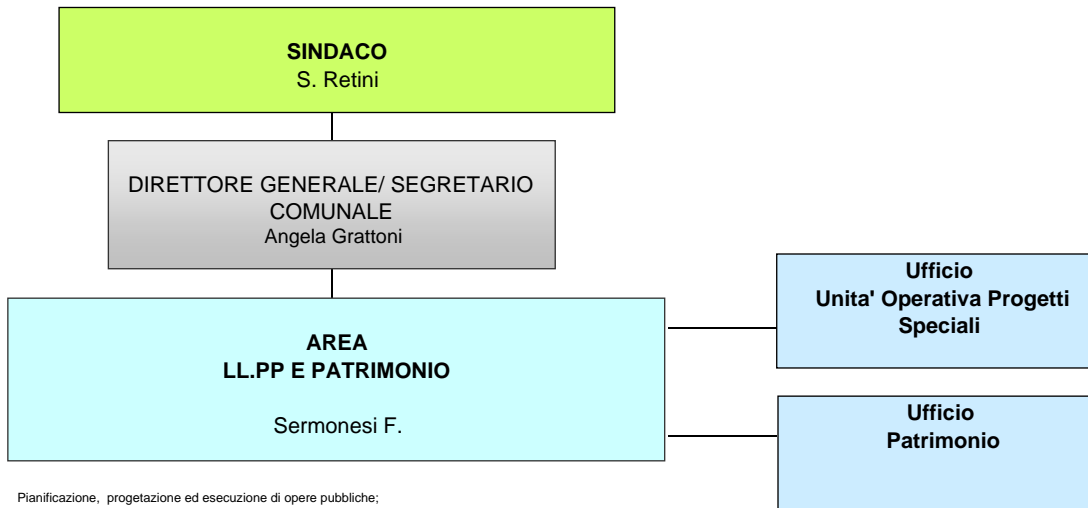 SINDACO
S. Retini
DIRETTORE GENERALE/ SEGRETARIO
COMUNALE
Angela Grattoni
AREA
LL.PP E PATRIMONIO
Sermonesi F.
Ufficio
Unita' Operativa Progetti
Speciali
Ufficio
Patrimonio
Pianificazione, progetazione ed esecuzione di opere pubbliche;